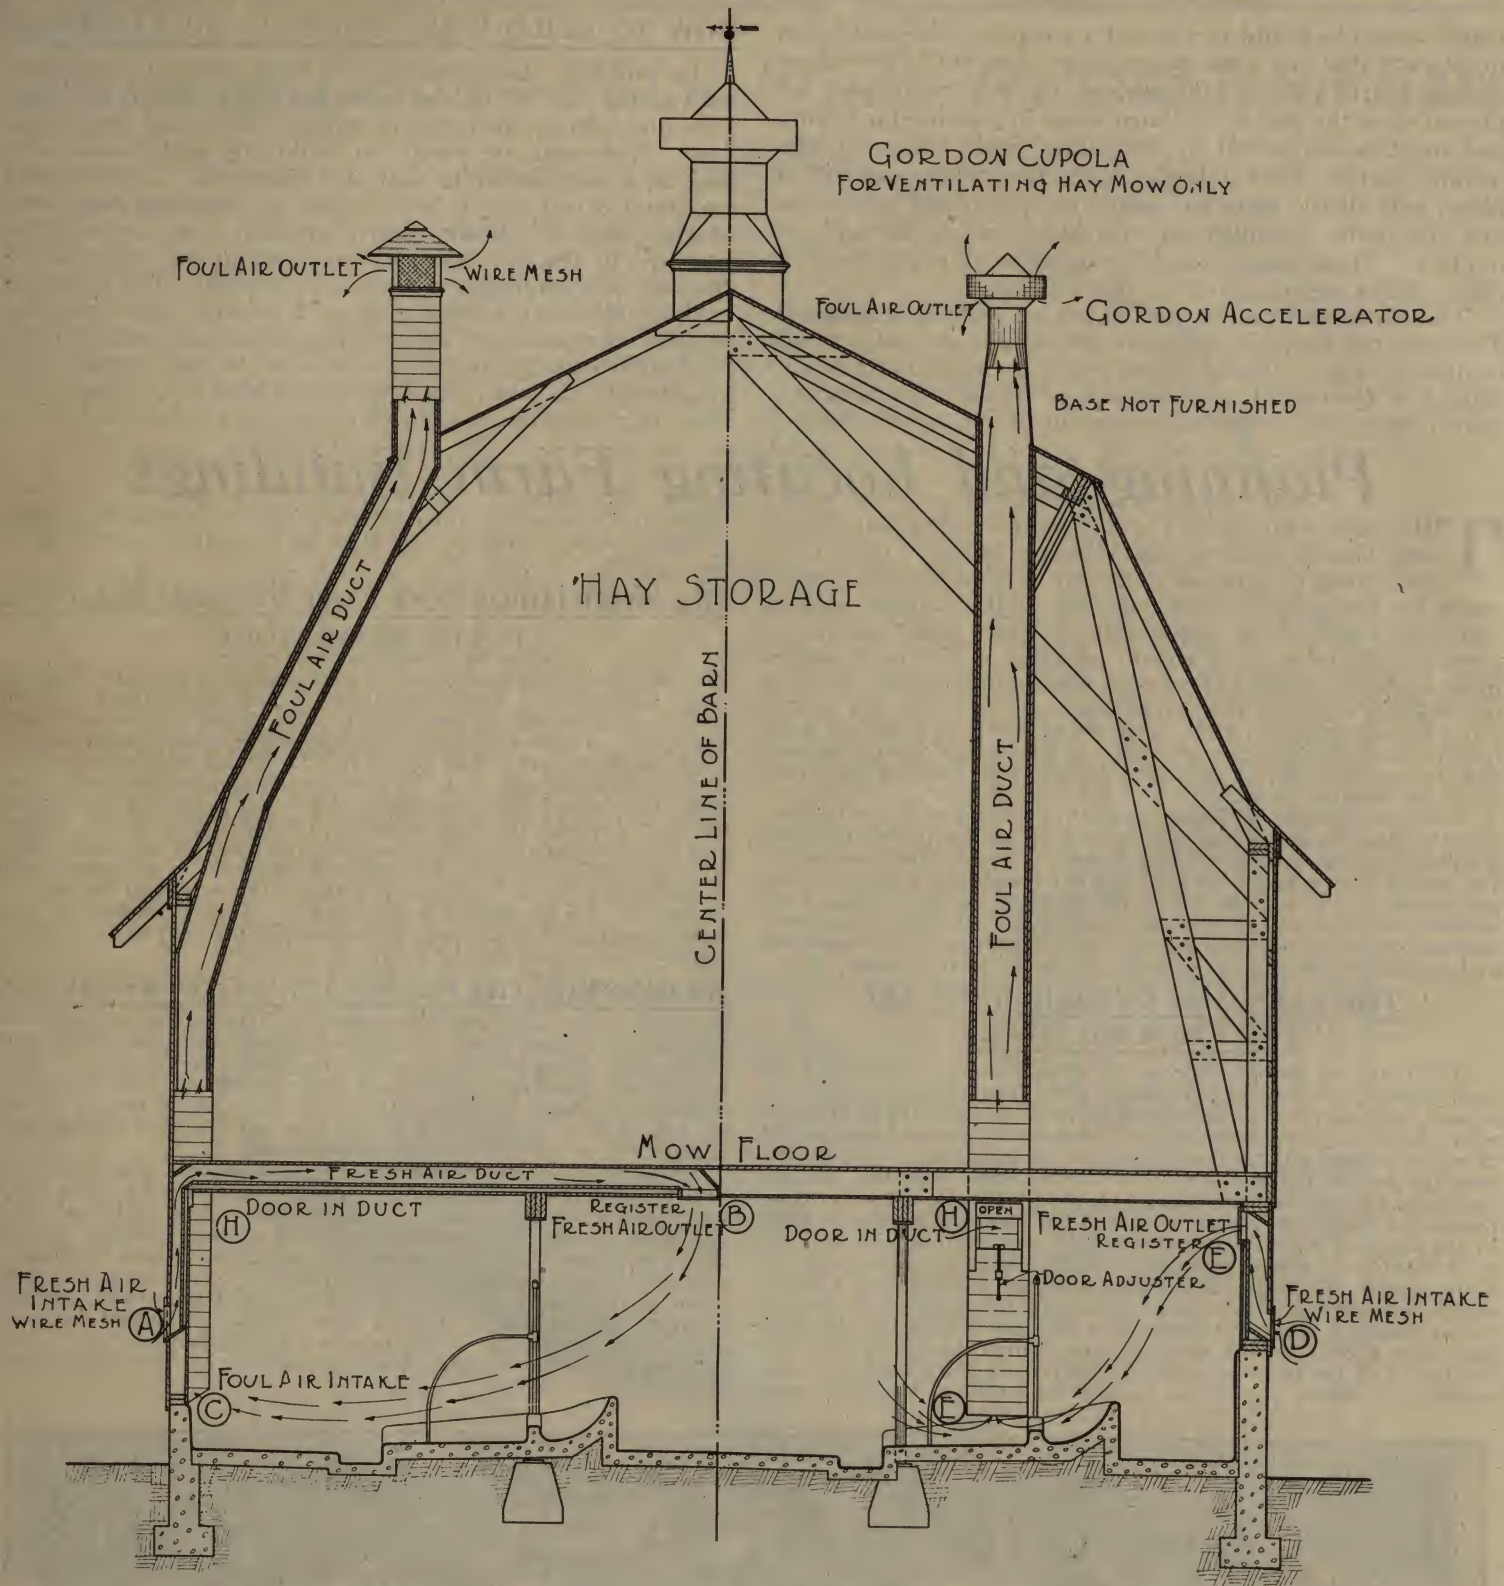 GORDON CUPOLA
FOR VENTILATING HAY MOW ONLY
FOUL AIR OUTLET
WIRE MESH
FOUL AIR OUTLET
GORDON ACCELERATOR
BASE NOT FURNISHED
HAY STORAGE
FOUL AIR DUCT
CENTER LINE OF BARN
FOUL AIR DUCT
MOW FLOOR
FRESH AIR DUCT
H
DOOR IN DUCT
REGISTER
FRESH AIR OUTLET
B
DOOR IN DUCT
H
OPEN
FRESH AIR OUTLET
REGISTER
E
DOOR ADJUSTER
FRESH AIR
INTAKE
WIRE MESH
A
FRESH AIR INTAKE
WIRE MESH
D
FOUL AIR INTAKE
C
E